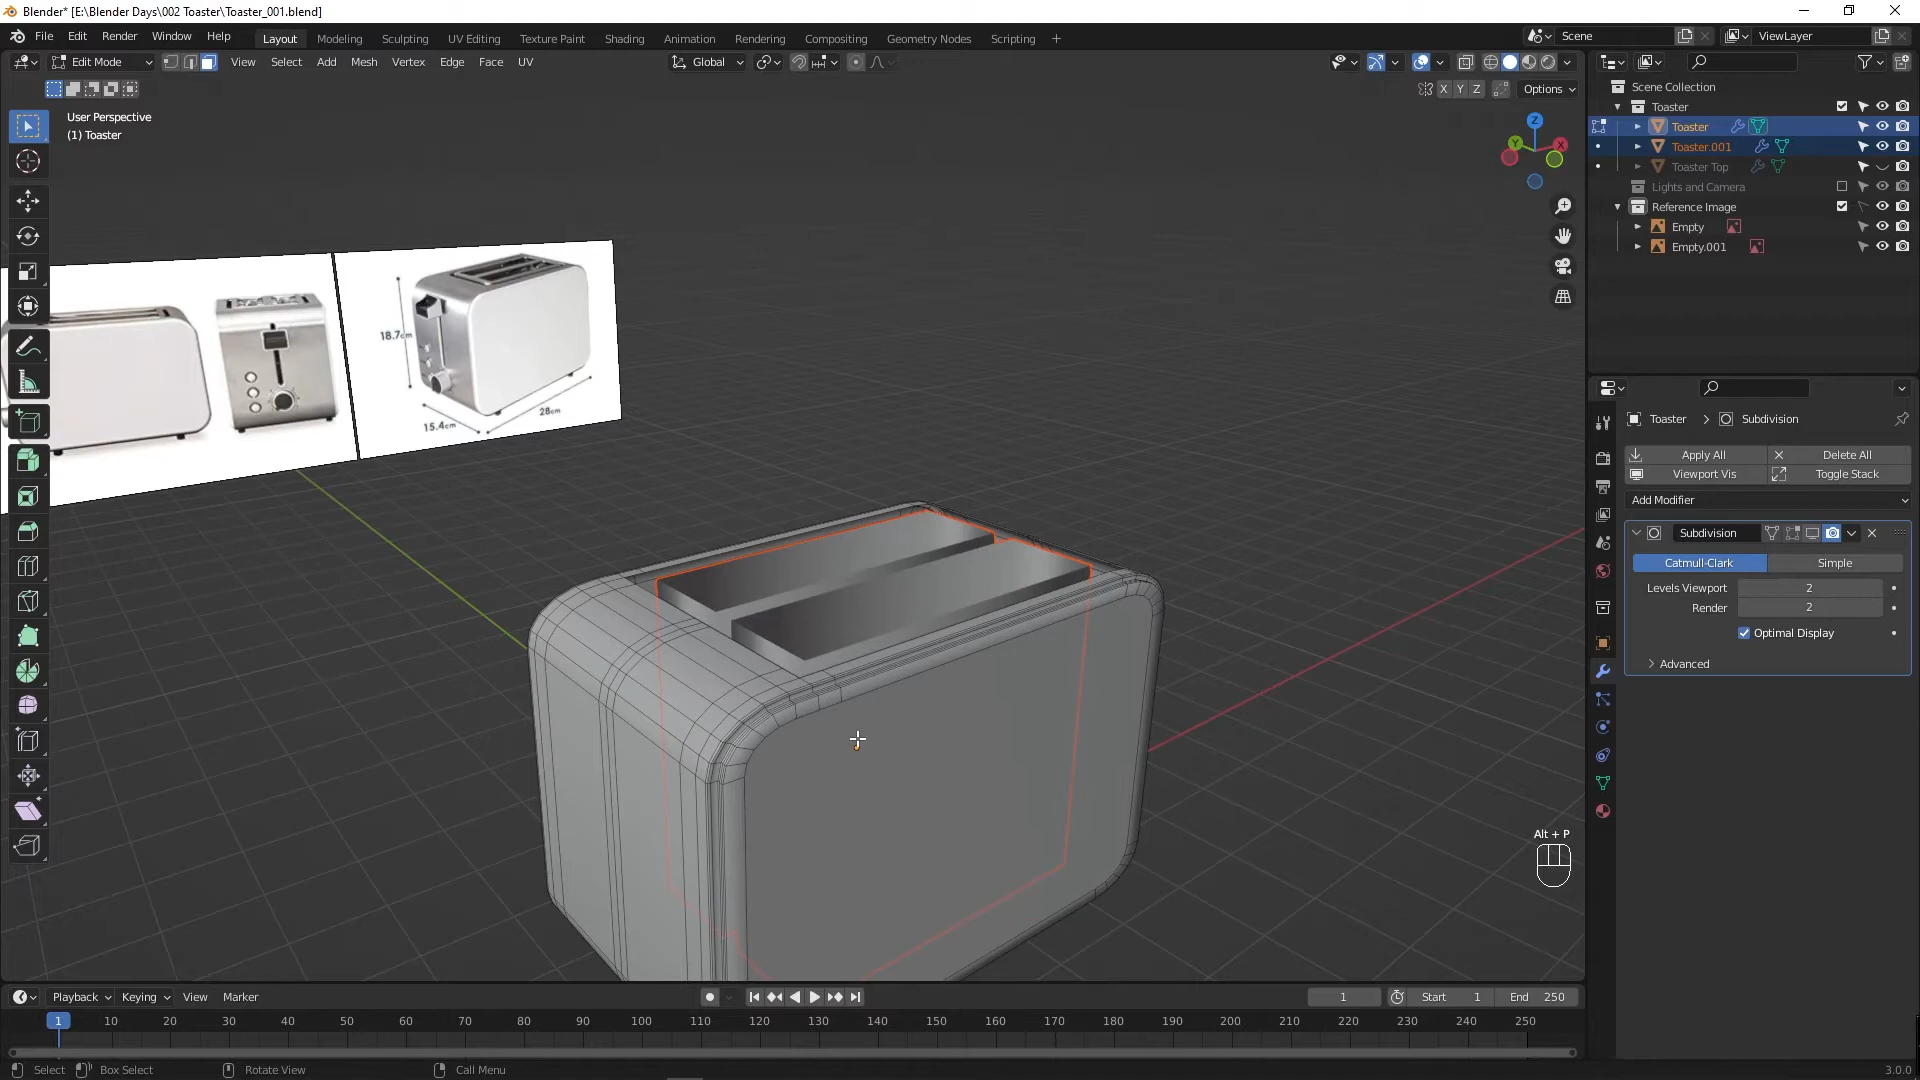 Blender* [E:\Blender Days\002 Toaster\Toaster_001.blend]
File Edit Render Window Help Layout Modeling Sculpting UV Editing Texture Paint Shading Animation Rendering Compositing Geometry Nodes Scripting + Scene ViewLayer
Edit Mode View Select Add Mesh Vertex Edge Face UV Global
X Y Z Options
User Perspective
(1) Toaster
Z
Y X
Scene Collection
Toaster
Toaster
Toaster.001
Toaster Top
Lights and Camera
Reference Image
Empty
Empty.001
18.7cm
28cm
15.4cm
Toaster > Subdivision
Apply All Delete All
Viewport Vis Toggle Stack
Add Modifier
Subdivision
Catmull-Clark Simple
Levels Viewport 2
Render 2
Optimal Display
Advanced
Alt + P
Playback Keying View Marker 1 Start 1 End 250
1 10 20 30 40 50 60 70 80 90 100 110 120 130 140 150 160 170 180 190 200 210 220 230 240 250
Select Box Select Rotate View Call Menu 3.0.0